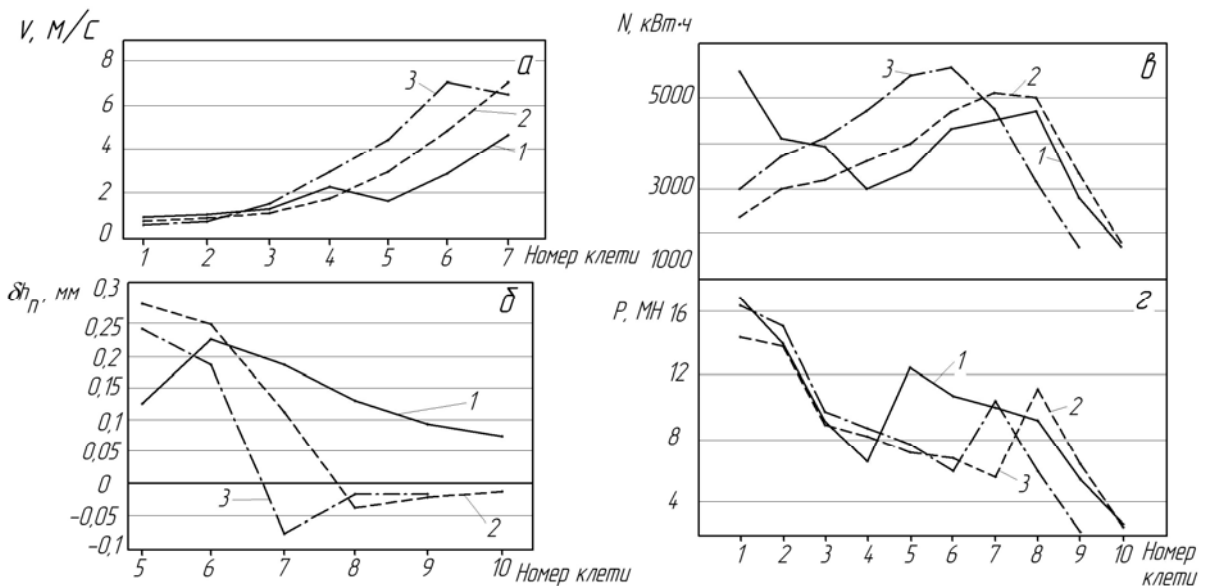 V, М/С
8
6
4
2
0
а
3
2
1
1 2 3 4 5 6 7 Номер клети
N, кВт·ч
5000
3000
1000
в
3
2
1
δhn, мм
0,3
0,25
0,2
0,15
0,1
0,05
0
-0,05
-0,1
б
1
3
2
5 6 7 8 9 10 Номер клети
P, МН
16
12
8
4
г
1
2
3
1 2 3 4 5 6 7 8 9 10 Номер
клети